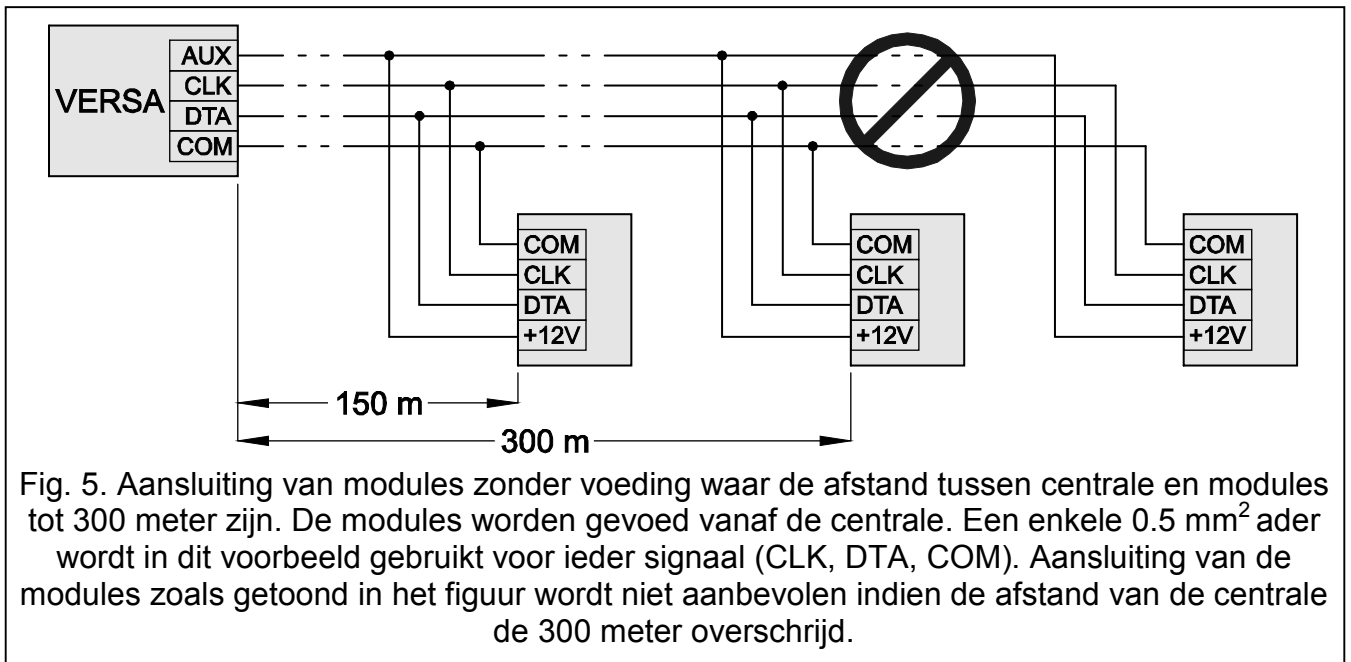 VERSA
AUX
CLK
DTA
COM
COM
CLK
DTA
+12V
COM
CLK
DTA
+12V
COM
CLK
DTA
+12V
150 m
300 m
Fig. 5. Aansluiting van modules zonder voeding waar de afstand tussen centrale en modules
tot 300 meter zijn. De modules worden gevoed vanaf de centrale. Een enkele 0.5 mm² ader
wordt in dit voorbeeld gebruikt voor ieder signaal (CLK, DTA, COM). Aansluiting van de
modules zoals getoond in het figuur wordt niet aanbevolen indien de afstand van de centrale
de 300 meter overschrijd.